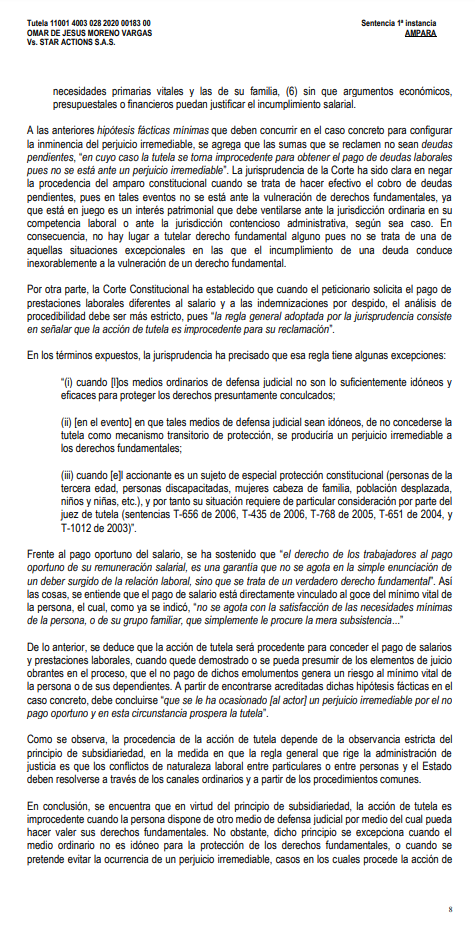 Tutela 11001 4003 028 2020 00183 00
Sentencia 1ª instancia
OMAR DE JESUS MORENO VARGAS
AMPARA
Vs. STAR ACTIONS S.A.S.
necesidades primarias vitales y las de su familia, (6) sin que argumentos económicos,
presupuestales o financieros puedan justificar el incumplimiento salarial.
A las anteriores hipótesis fácticas mínimas que deben concurrir en el caso concreto para configurar
la inminencia del perjuicio irremediable, se agrega que las sumas que se reclamen no sean deudas
pendientes, “en cuyo caso la tutela se torna improcedente para obtener el pago de deudas laborales
pues no se está ante un perjuicio irremediable”. La jurisprudencia de la Corte ha sido clara en negar
la procedencia del amparo constitucional cuando se trata de hacer efectivo el cobro de deudas
pendientes, pues en tales eventos no se está ante la vulneración de derechos fundamentales, ya
que está en juego es un interés patrimonial que debe ventilarse ante la jurisdicción ordinaria en su
competencia laboral o ante la jurisdicción contencioso administrativa, según sea caso. En
consecuencia, no hay lugar a tutelar derecho fundamental alguno pues no se trata de una de
aquellas situaciones excepcionales en las que el incumplimiento de una deuda conduce
inexorablemente a la vulneración de un derecho fundamental.
Por otra parte, la Corte Constitucional ha establecido que cuando el peticionario solicita el pago de
prestaciones laborales diferentes al salario y a las indemnizaciones por despido, el análisis de
procedibilidad debe ser más estricto, pues “la regla general adoptada por la jurisprudencia consiste
en señalar que la acción de tutela es improcedente para su reclamación”.
En los términos expuestos, la jurisprudencia ha precisado que esa regla tiene algunas excepciones:
“(i) cuando [l]os medios ordinarios de defensa judicial no son lo suficientemente idóneos y
eficaces para proteger los derechos presuntamente conculcados;
(ii) [en el evento] en que tales medios de defensa judicial sean idóneos, de no concederse la
tutela como mecanismo transitorio de protección, se produciría un perjuicio irremediable a
los derechos fundamentales;
(iii) cuando [e]l accionante es un sujeto de especial protección constitucional (personas de la
tercera edad, personas discapacitadas, mujeres cabeza de familia, población desplazada,
niños y niñas, etc.), y por tanto su situación requiere de particular consideración por parte del
juez de tutela (sentencias T-656 de 2006, T-435 de 2006, T-768 de 2005, T-651 de 2004, y
T-1012 de 2003)”.
Frente al pago oportuno del salario, se ha sostenido que “el derecho de los trabajadores al pago
oportuno de su remuneración salarial, es una garantía que no se agota en la simple enunciación de
un deber surgido de la relación laboral, sino que se trata de un verdadero derecho fundamental”. Así
las cosas, se entiende que el pago de salario está directamente vinculado al goce del mínimo vital de
la persona, el cual, como ya se indicó, “no se agota con la satisfacción de las necesidades mínimas
de la persona, o de su grupo familiar, que simplemente le procure la mera subsistencia...”
De lo anterior, se deduce que la acción de tutela será procedente para conceder el pago de salarios
y prestaciones laborales, cuando quede demostrado o se pueda presumir de los elementos de juicio
obrantes en el proceso, que el no pago de dichos emolumentos genera un riesgo al mínimo vital de
la persona o de sus dependientes. A partir de encontrarse acreditadas dichas hipótesis fácticas en el
caso concreto, debe concluirse “que se le ha ocasionado [al actor] un perjuicio irremediable por el no
pago oportuno y en esta circunstancia prospera la tutela”.
Como se observa, la procedencia de la acción de tutela depende de la observancia estricta del
principio de subsidiariedad, en la medida en que la regla general que rige la administración de
justicia es que los conflictos de naturaleza laboral entre particulares o entre personas y el Estado
deben resolverse a través de los canales ordinarios y a partir de los procedimientos comunes.
En conclusión, se encuentra que en virtud del principio de subsidiariedad, la acción de tutela es
improcedente cuando la persona dispone de otro medio de defensa judicial por medio del cual pueda
hacer valer sus derechos fundamentales. No obstante, dicho principio se excepciona cuando el
medio ordinario no es idóneo para la protección de los derechos fundamentales, o cuando se
pretende evitar la ocurrencia de un perjuicio irremediable, casos en los cuales procede la acción de
8